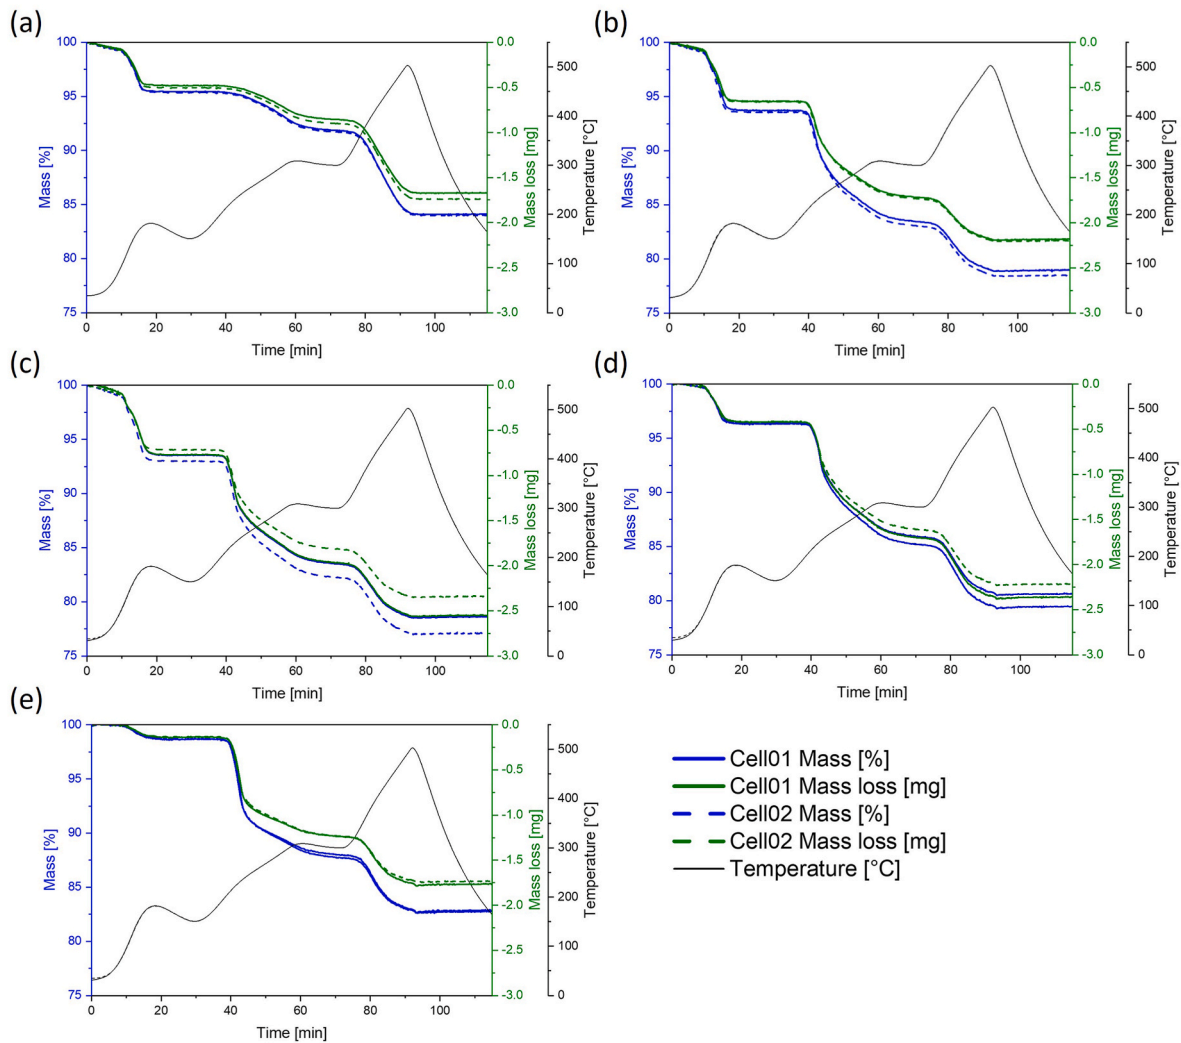 (a)
100
95
90
85
80
75
Mass [%]
0 20 40 60 80 100
Time [min]
0.0
-0.5
-1.0
-1.5
-2.0
-2.5
-3.0
Mass loss [mg]
500
400
300
200
100
0
Temperature [°C]
(b)
100
95
90
85
80
75
Mass [%]
0 20 40 60 80 100
Time [min]
0.0
-0.5
-1.0
-1.5
-2.0
-2.5
-3.0
Mass loss [mg]
500
400
300
200
100
0
Temperature [°C]
(c)
100
95
90
85
80
75
Mass [%]
0 20 40 60 80 100
Time [min]
0.0
-0.5
-1.0
-1.5
-2.0
-2.5
-3.0
Mass loss [mg]
500
400
300
200
100
0
Temperature [°C]
(d)
100
95
90
85
80
75
Mass [%]
0 20 40 60 80 100
Time [min]
0.0
-0.5
-1.0
-1.5
-2.0
-2.5
-3.0
Mass loss [mg]
500
400
300
200
100
0
Temperature [°C]
(e)
100
95
90
85
80
75
Mass [%]
0 20 40 60 80 100
Time [min]
0.0
-0.5
-1.0
-1.5
-2.0
-2.5
-3.0
Mass loss [mg]
500
400
300
200
100
0
Temperature [°C]
Cell01 Mass [%]
Cell01 Mass loss [mg]
Cell02 Mass [%]
Cell02 Mass loss [mg]
Temperature [°C]